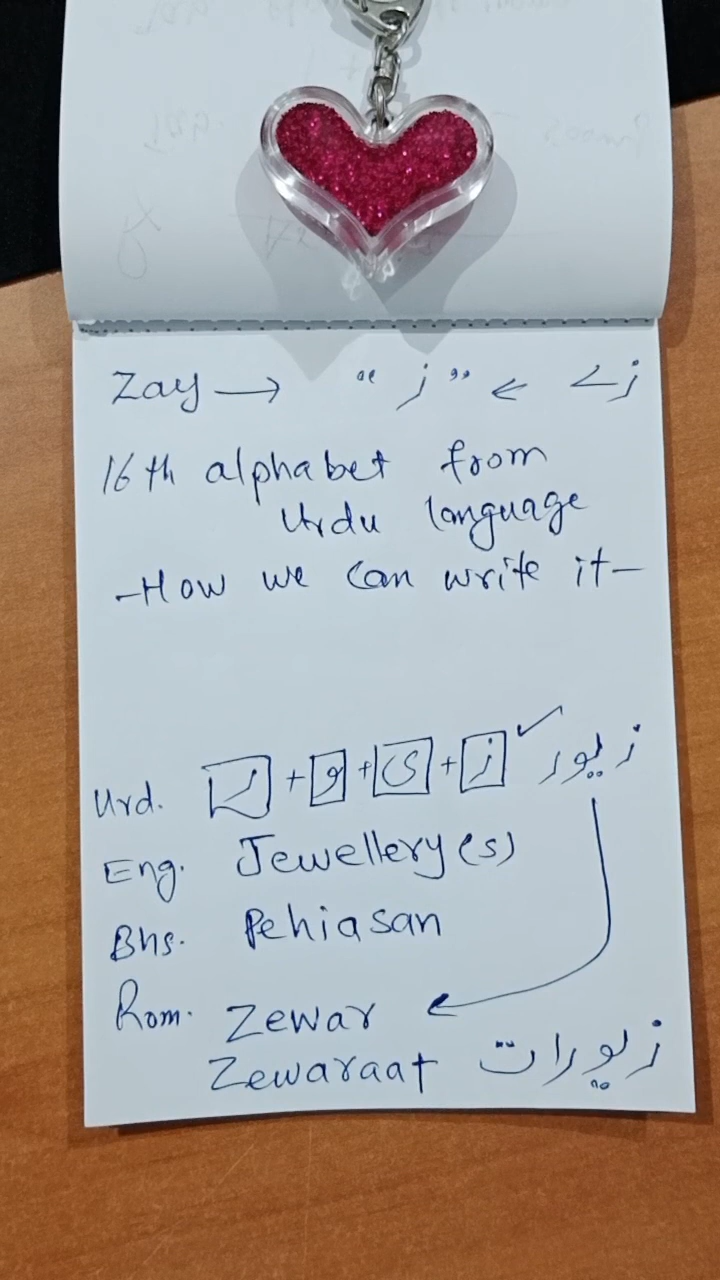 Zay → “ ز ” ← زے
16th alphabet from
Urdu language
- How we can write it -
Urd. ر + و + ی + ز ✓ زیور
Eng. Jewellery(s)
Bhs. Pehiasan
Rom. Zewar ←
Zewaraat زیورات